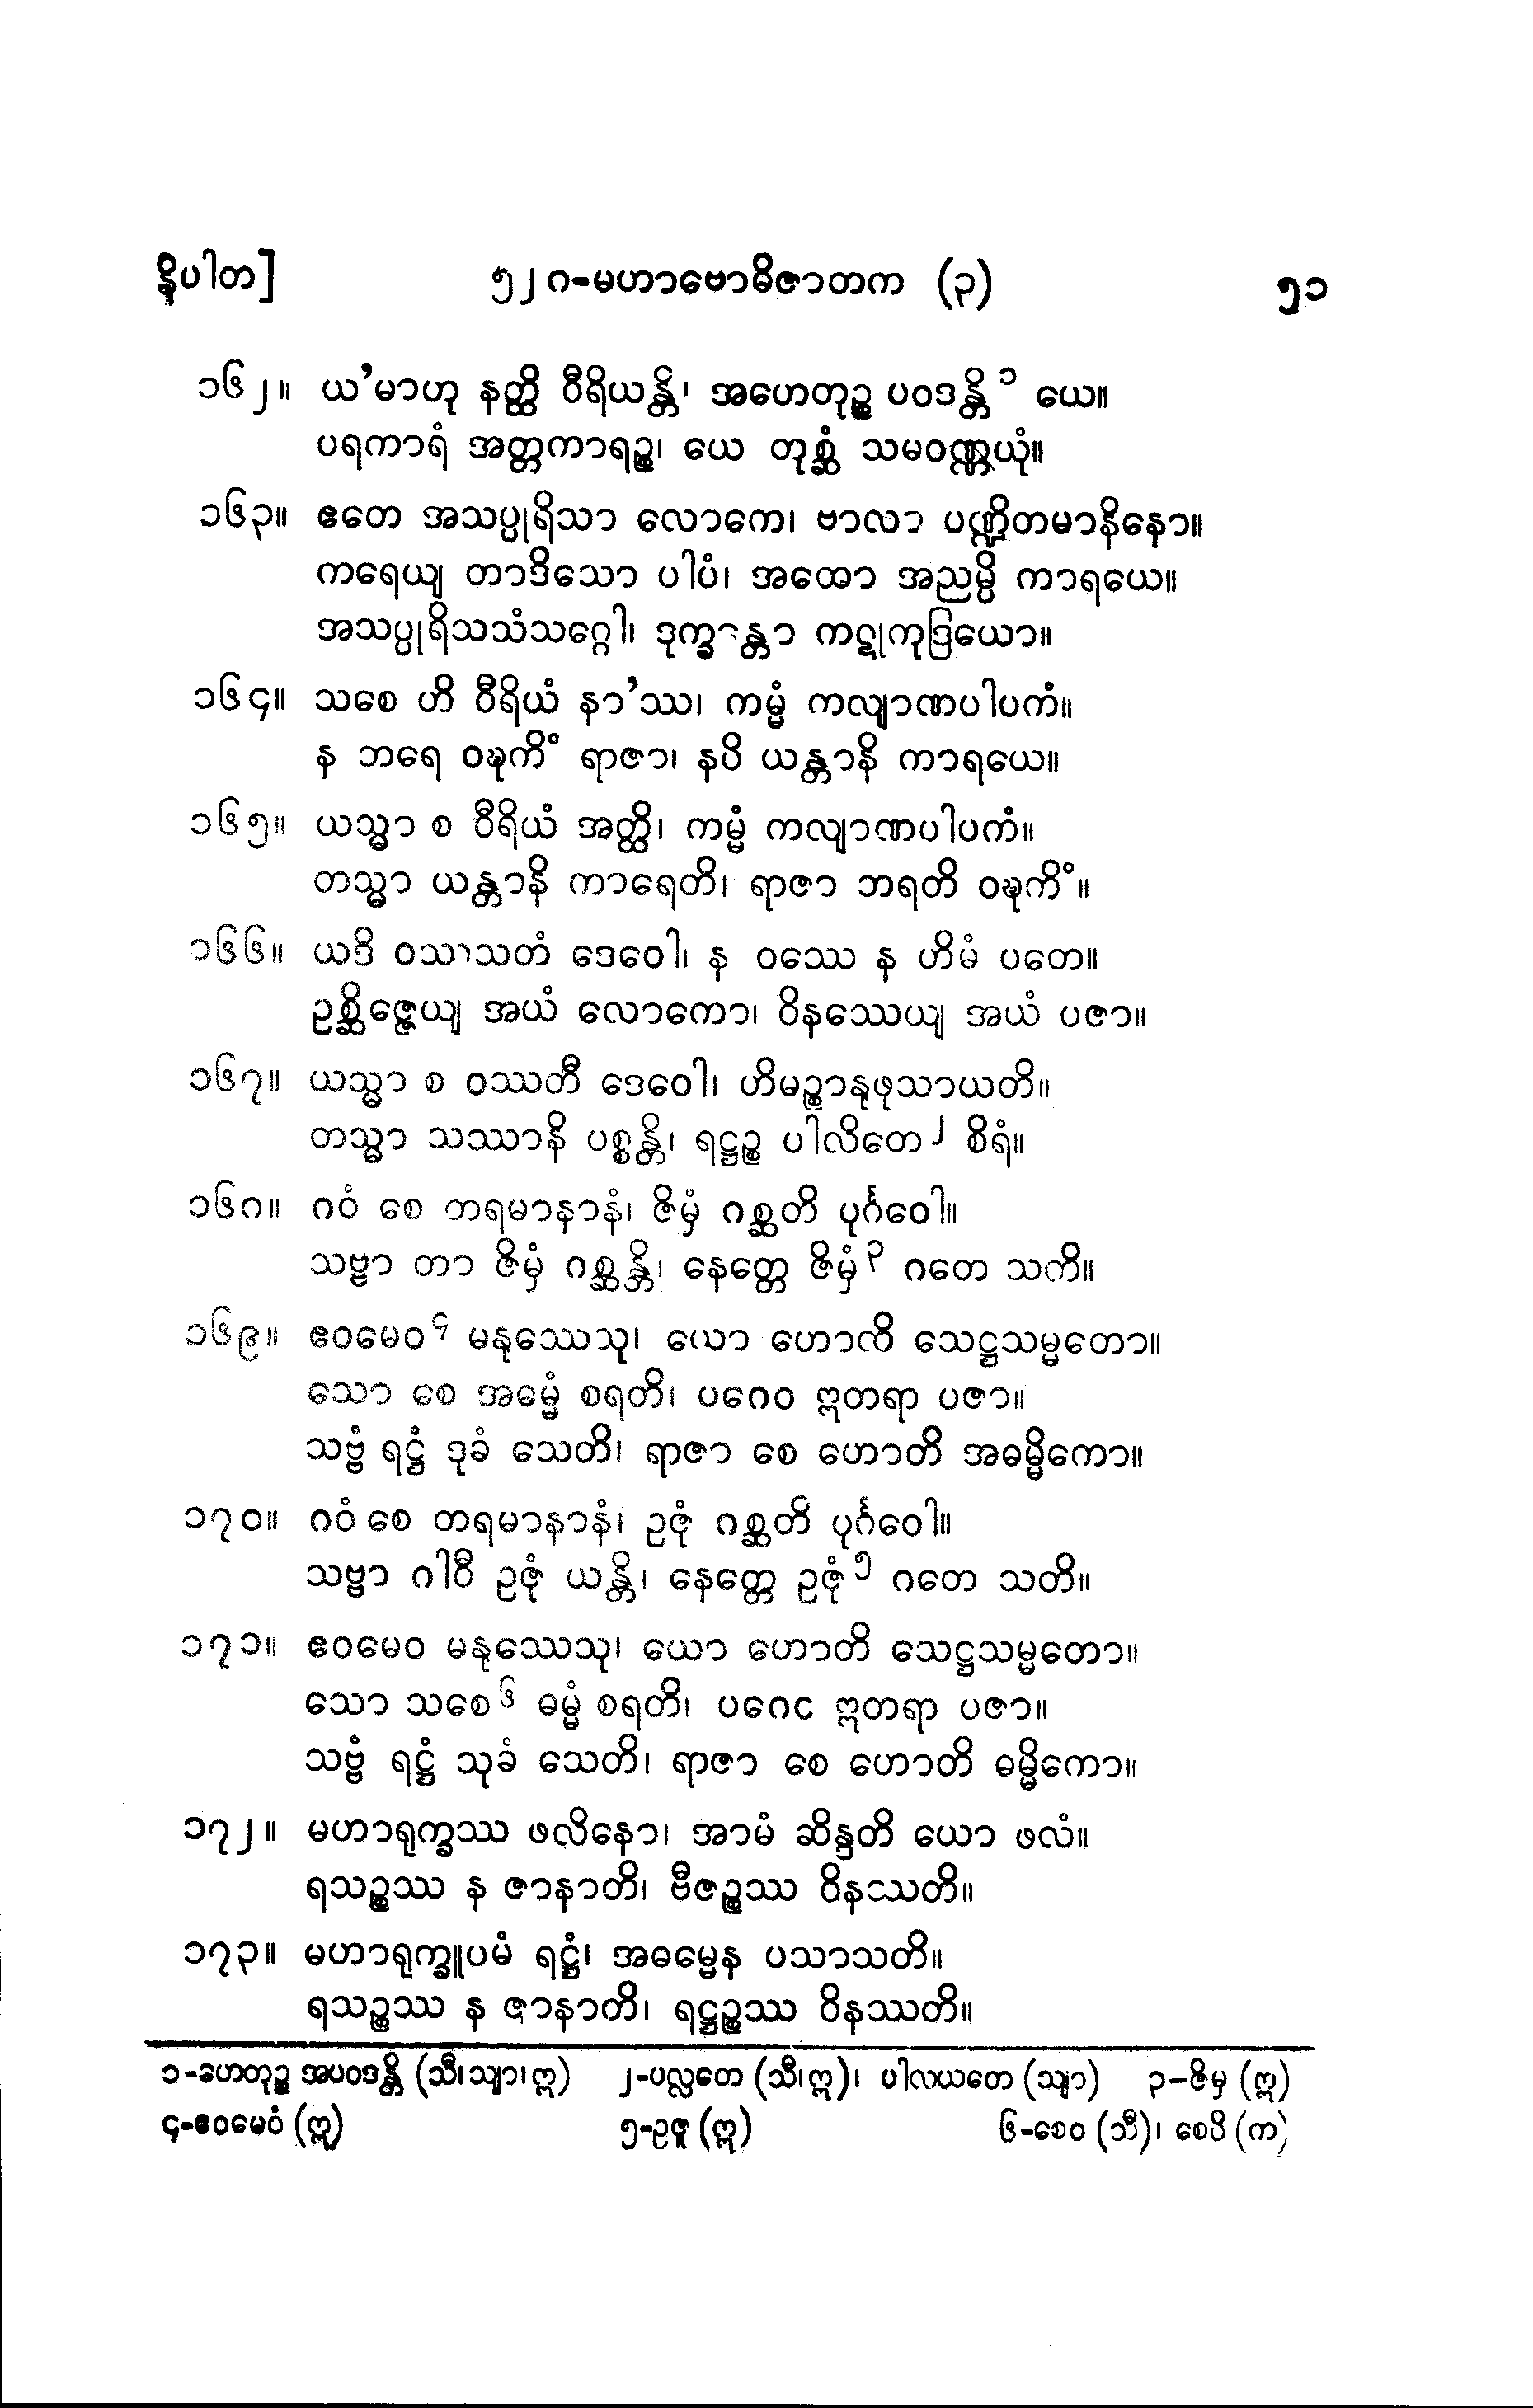 နိပါတ]  ၅၂၈-မဟာဗောဓိဇာတက (၃)  ၅၁
၁၆၂။ ယ’မာဟု နတ္ထိ ဝီရိယန္တိ၊ အဟေတုဉ္စ ပဝဒန္တိ ၁ ယေ။
ပရကာရံ အတ္တကာရဉ္စ၊ ယေ တုစ္ဆံ သမဝဏ္ဏယုံ။
၁၆၃။ ဧတေ အသပ္ပုရိသာ လောကေ၊ ဗာလာ ပဏ္ဍိတမာနိနော။
ကရေယျ တာဒိသော ပါပံ၊ အထော အညမ္ပိ ကာရယေ။
အသပ္ပုရိသသံသဂ္ဂေါ၊ ဒုက္ခန္တော ကဋုကုဒြယော။
၁၆၄။ သစေ ဟိ ဝီရိယံ နာ’ဿ၊ ကမ္မံ ကလျာဏပါပကံ။
န ဘရေ ဝဍ္ဎကိံ ရာဇာ၊ နပိ ယန္တာနိ ကာရယေ။
၁၆၅။ ယသ္မာ စ ဝီရိယံ အတ္ထိ၊ ကမ္မံ ကလျာဏပါပကံ။
တသ္မာ ယန္တာနိ ကာရေတိ၊ ရာဇာ ဘရတိ ဝဍ္ဎကိံ။
၁၆၆။ ယဒိ ဝဿသတံ ဒေဝေါ၊ န ဝဿေ န ဟိမံ ပတေ။
ဥစ္ဆိဇ္ဇေယျ အယံ လောကော၊ ဝိနဿေယျ အယံ ပဇာ။
၁၆၇။ ယသ္မာ စ ဝဿတီ ဒေဝေါ၊ ဟိမဉ္စာနုဖုသာယတိ။
တသ္မာ သဿာနိ ပစ္စန္တိ၊ ရဋ္ဌဉ္စ ပါလိတေ ၂ စိရံ။
၁၆၈။ ဂဝံ စေ တရမာနာနံ၊ ဇိမှံ ဂစ္ဆတိ ပုင်္ဂဝေါ။
သဗ္ဗာ တာ ဇိမှံ ဂစ္ဆန္တိ၊ နေတ္တေ ဇိမှံ ၃ ဂတေ သတိ။
၁၆၉။ ဧဝမေဝ ၄ မနုဿေသု၊ ယော ဟောတိ သေဋ္ဌသမ္မတော။
သော စေ အဓမ္မံ စရတိ၊ ပဂေဝ ဣတရာ ပဇာ။
သဗ္ဗံ ရဋ္ဌံ ဒုခံ သေတိ၊ ရာဇာ စေ ဟောတိ အဓမ္မိကော။
၁၇၀။ ဂဝံ စေ တရမာနာနံ၊ ဥဇုံ ဂစ္ဆတိ ပုင်္ဂဝေါ။
သဗ္ဗာ ဂါဝီ ဥဇုံ ယန္တိ၊ နေတ္တေ ဥဇုံ ၅ ဂတေ သတိ။
၁၇၁။ ဧဝမေဝ မနုဿေသု၊ ယော ဟောတိ သေဋ္ဌသမ္မတော။
သော သစေ ၆ ဓမ္မံ စရတိ၊ ပဂေဝ ဣတရာ ပဇာ။
သဗ္ဗံ ရဋ္ဌံ သုခံ သေတိ၊ ရာဇာ စေ ဟောတိ ဓမ္မိကော။
၁၇၂။ မဟာရုက္ခဿ ဖလိနော၊ အာမံ ဆိန္ဒတိ ယော ဖလံ။
ရသဉ္စဿ န ဇာနာတိ၊ ဗီဇဉ္စဿ ဝိနဿတိ။
၁၇၃။ မဟာရုက္ခူပမံ ရဋ္ဌံ၊ အဓမ္မေန ပသာသတိ။
ရသဉ္စဿ န ဇာနာတိ၊ ရဋ္ဌဉ္စဿ ဝိနဿတိ။
၁-ဟေတုဉ္စ အပဝဒန္တိ (သီ၊သျာ၊ဣ)  ၂-ပလ္လတေ (သီ၊ဣ)၊ ပါလယတေ (သျာ)  ၃-ဇိမှ (ဣ)
၄-ဧဝမေဝံ (ဣ)  ၅-ဥဇူ (ဣ)  ၆-စေဝ (သီ)၊ စေပိ (က)